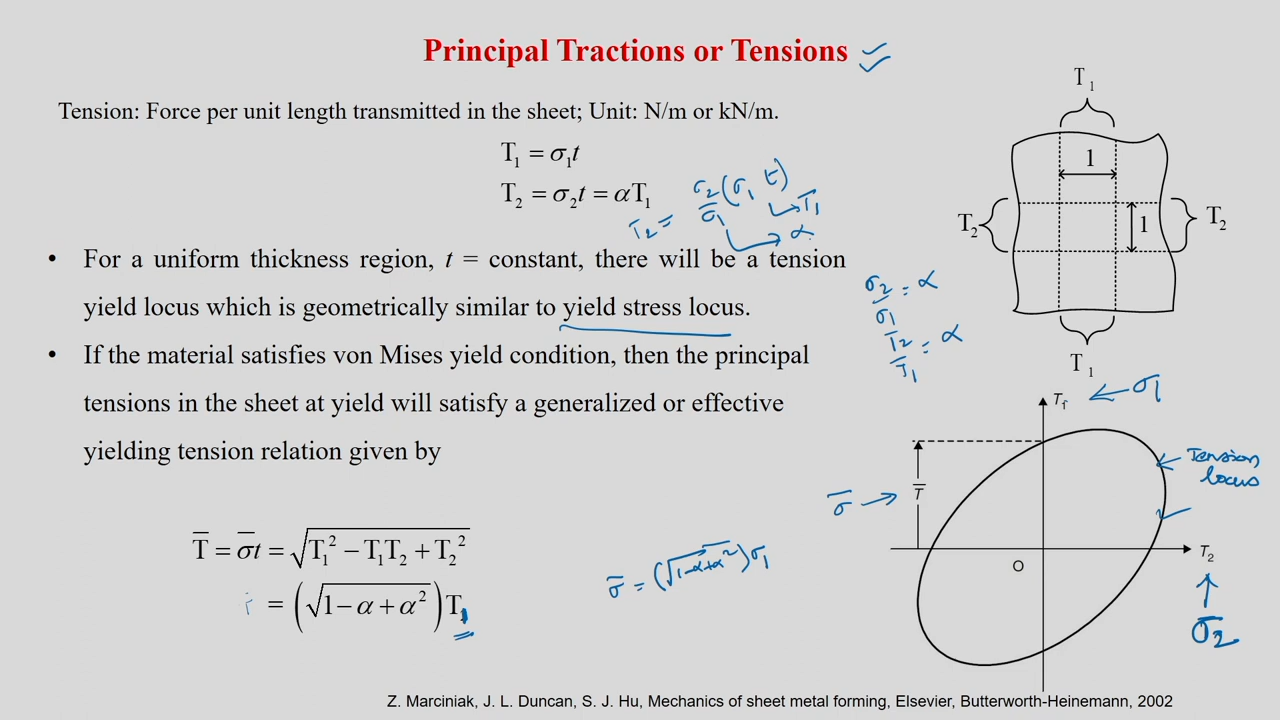 Principal Tractions or Tensions
Tension: Force per unit length transmitted in the sheet; Unit: N/m or kN/m.
T₁ = σ₁t
T₂ = σ₂t = αT₁
T₂ = σ₂/σ₁ (σ₁ t)
→ T₁
→ α
• For a uniform thickness region, t = constant, there will be a tension
yield locus which is geometrically similar to yield stress locus.
• If the material satisfies von Mises yield condition, then the principal
tensions in the sheet at yield will satisfy a generalized or effective
yielding tension relation given by
σ₂/σ₁ = α
T₂/T₁ = α
T̅ = σ̅t = √(T₁² − T₁T₂ + T₂²)
= (√(1 − α + α²)) T₁
σ̅ = (√(1-α+α²)) σ₁
T₁
1
T₂
1
T₂
T₁
T₁ ← σ₁
Tension
locus
σ̅ → T̅
O
T₂
σ₂
Z. Marciniak, J. L. Duncan, S. J. Hu, Mechanics of sheet metal forming, Elsevier, Butterworth-Heinemann, 2002